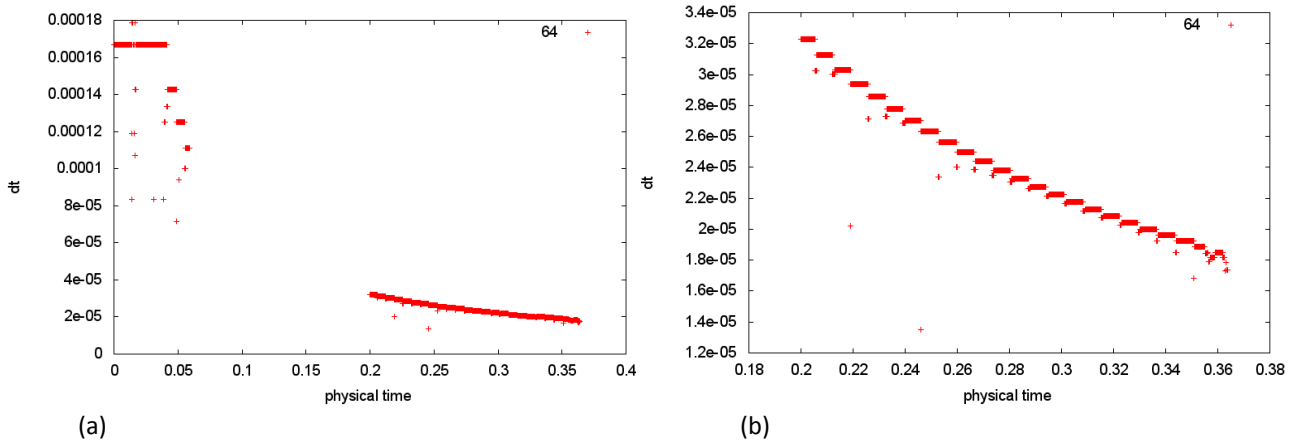 0.00018
0.00016
0.00014
0.00012
0.0001
8e-05
6e-05
4e-05
2e-05
0
dt
64
0 0.05 0.1 0.15 0.2 0.25 0.3 0.35 0.4
physical time
(a)
3.4e-05
3.2e-05
3e-05
2.8e-05
2.6e-05
2.4e-05
2.2e-05
2e-05
1.8e-05
1.6e-05
1.4e-05
1.2e-05
dt
64
0.18 0.2 0.22 0.24 0.26 0.28 0.3 0.32 0.34 0.36 0.38
physical time
(b)